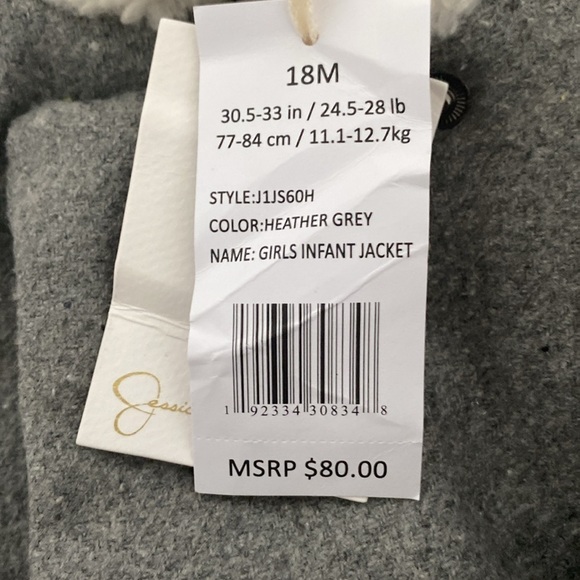 18M
30.5-33 in / 24.5-28 lb
77-84 cm / 11.1-12.7kg
STYLE:J1JS60H
COLOR:HEATHER GREY
NAME: GIRLS INFANT JACKET
1 92334 30834 8
MSRP $80.00